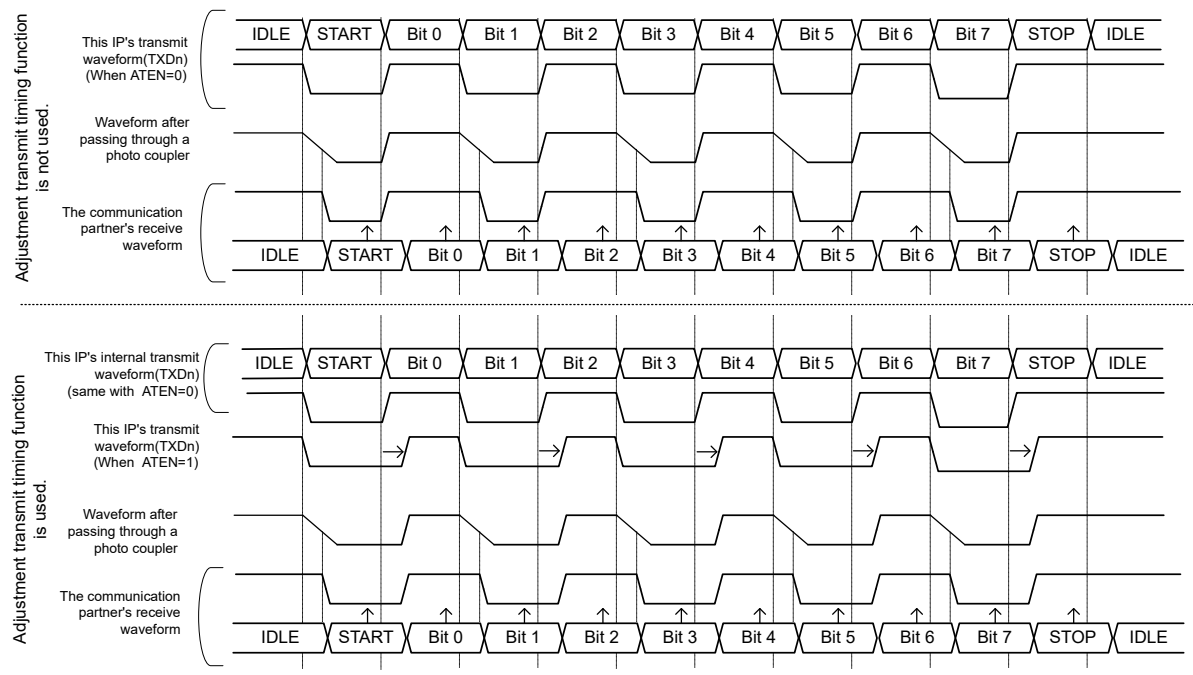 Adjustment transmit timing function
is not used.
This IP's transmit
waveform(TXDn)
(When ATEN=0)
IDLE START Bit 0 Bit 1 Bit 2 Bit 3 Bit 4 Bit 5 Bit 6 Bit 7 STOP IDLE
Waveform after
passing through a
photo coupler
The communication
partner's receive
waveform
IDLE START Bit 0 Bit 1 Bit 2 Bit 3 Bit 4 Bit 5 Bit 6 Bit 7 STOP IDLE
Adjustment transmit timing function
is used.
This IP's internal transmit
waveform(TXDn)
(same with ATEN=0)
IDLE START Bit 0 Bit 1 Bit 2 Bit 3 Bit 4 Bit 5 Bit 6 Bit 7 STOP IDLE
This IP's transmit
waveform(TXDn)
(When ATEN=1)
Waveform after
passing through a
photo coupler
The communication
partner's receive
waveform
IDLE START Bit 0 Bit 1 Bit 2 Bit 3 Bit 4 Bit 5 Bit 6 Bit 7 STOP IDLE